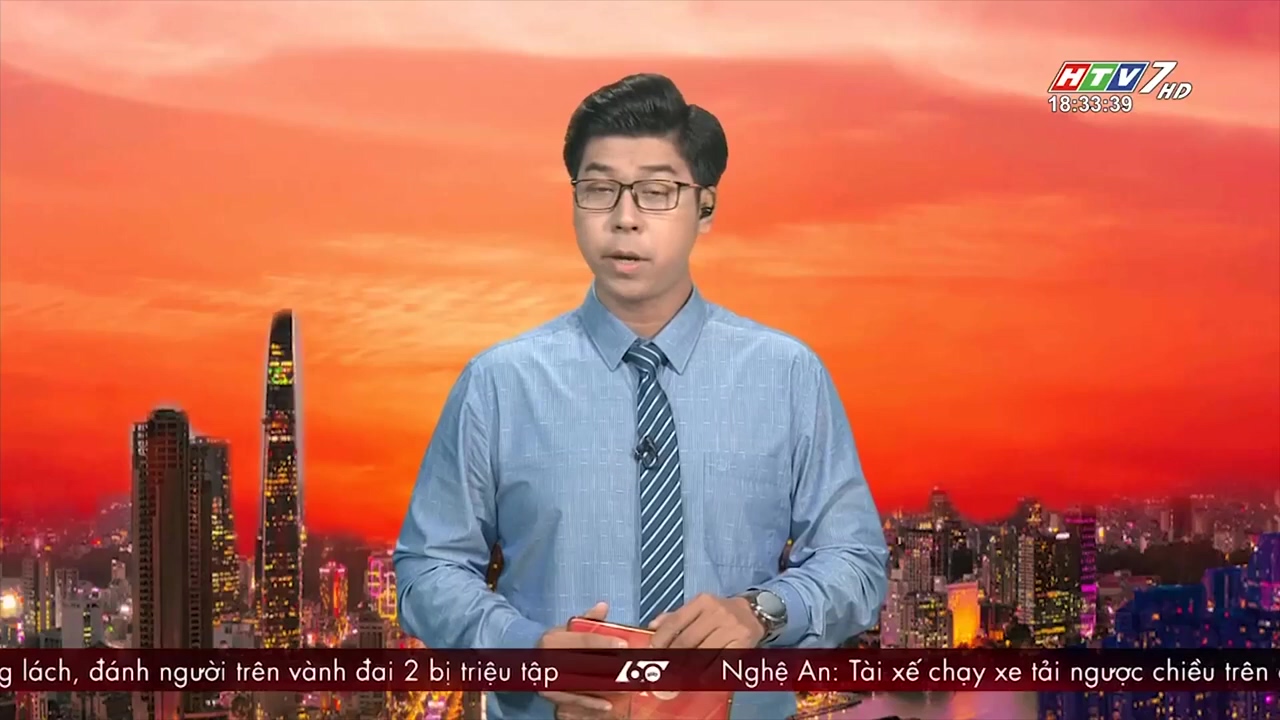 HTV7 HD
18:33:39
lách, đánh người trên vành đai 2 bị triệu tập 60 Nghệ An: Tài xế chạy xe tải ngược chiều trên